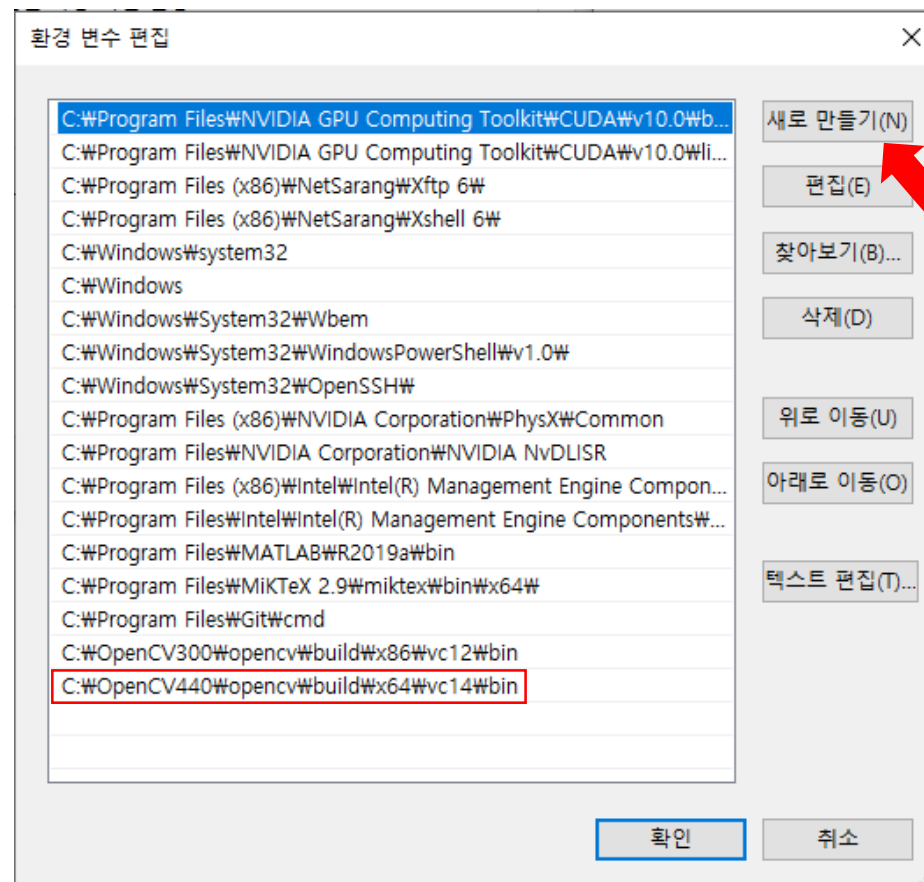 환경 변수 편집
C:₩Program Files₩NVIDIA GPU Computing Toolkit₩CUDA₩v10.0₩b...
C:₩Program Files₩NVIDIA GPU Computing Toolkit₩CUDA₩v10.0₩li...
C:₩Program Files (x86)₩NetSarang₩Xftp 6₩
C:₩Program Files (x86)₩NetSarang₩Xshell 6₩
C:₩Windows₩system32
C:₩Windows
C:₩Windows₩System32₩Wbem
C:₩Windows₩System32₩WindowsPowerShell₩v1.0₩
C:₩Windows₩System32₩OpenSSH₩
C:₩Program Files (x86)₩NVIDIA Corporation₩PhysX₩Common
C:₩Program Files₩NVIDIA Corporation₩NVIDIA NvDLISR
C:₩Program Files (x86)₩Intel₩Intel(R) Management Engine Compon...
C:₩Program Files₩Intel₩Intel(R) Management Engine Components₩...
C:₩Program Files₩MATLAB₩R2019a₩bin
C:₩Program Files₩MiKTeX 2.9₩miktex₩bin₩x64₩
C:₩Program Files₩Git₩cmd
C:₩OpenCV300₩opencv₩build₩x86₩vc12₩bin
C:₩OpenCV440₩opencv₩build₩x64₩vc14₩bin
새로 만들기(N)
편집(E)
찾아보기(B)...
삭제(D)
위로 이동(U)
아래로 이동(O)
텍스트 편집(T)...
확인
취소